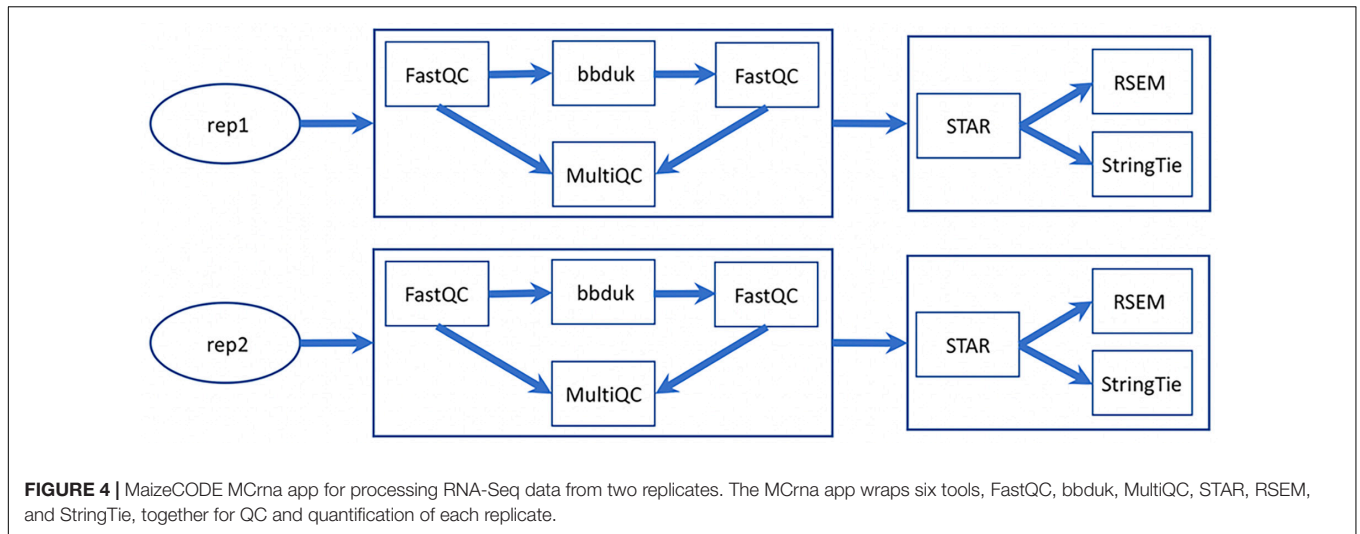 FastQC
bbduk
FastQC
RSEM
rep1
STAR
MultiQC
StringTie
FastQC
bbduk
FastQC
RSEM
rep2
STAR
MultiQC
StringTie
FIGURE 4 | MaizeCODE MCrna app for processing RNA-Seq data from two replicates. The MCrna app wraps six tools, FastQC, bbduk, MultiQC, STAR, RSEM,
and StringTie, together for QC and quantification of each replicate.